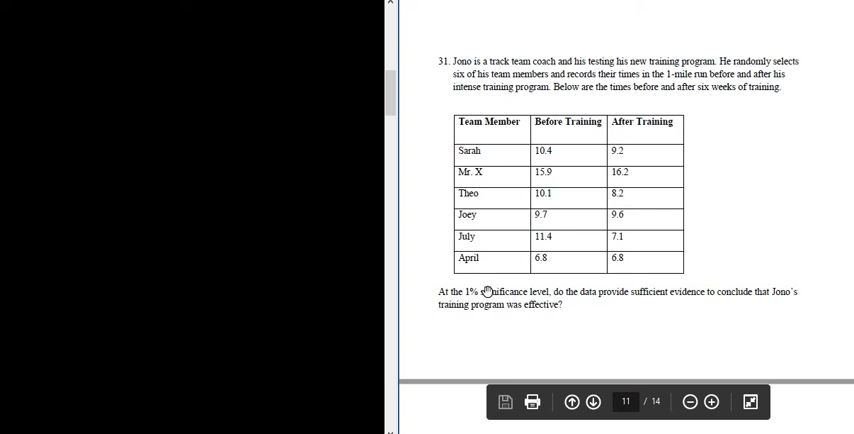 31. Jono is a track team coach and his testing his new training program. He randomly selects
six of his team members and records their times in the 1-mile run before and after his
intense training program. Below are the times before and after six weeks of training.
Team Member Before Training After Training
Sarah 10.4 9.2
Mr. X 15.9 16.2
Theo 10.1 8.2
Joey 9.7 9.6
July 11.4 7.1
April 6.8 6.8
At the 1% significance level, do the data provide sufficient evidence to conclude that Jono's
training program was effective?
11 / 14